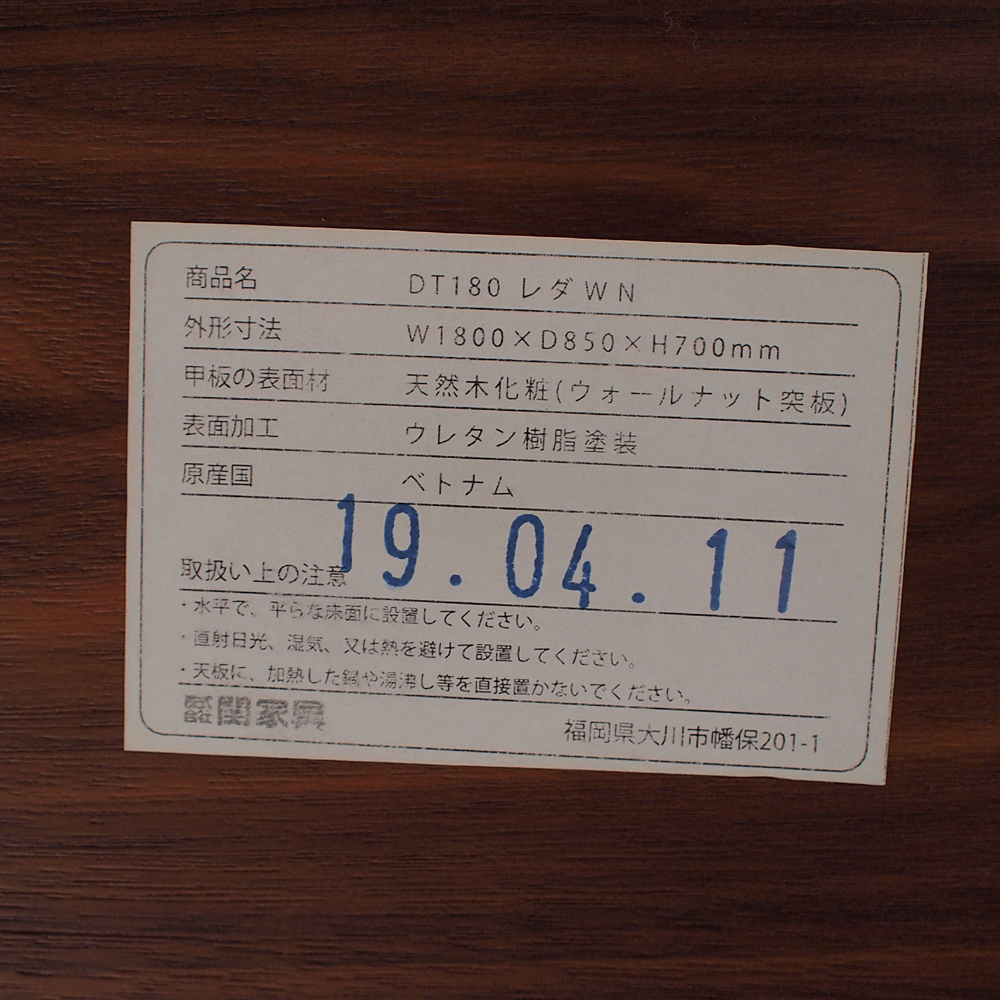 商品名 DT180 レダWN
外形寸法 W1800×D850×H700mm
甲板の表面材 天然木化粧(ウォールナット突板)
表面加工 ウレタン樹脂塗装
原産国 ベトナム
19.04.11
取扱い上の注意
・水平で、平らな床面に設置してください。
・直射日光、湿気、又は熱を避けて設置してください。
・天板に、加熱した鍋や湯沸し等を直接置かないでください。
株式会社関家具 福岡県大川市幡保201-1